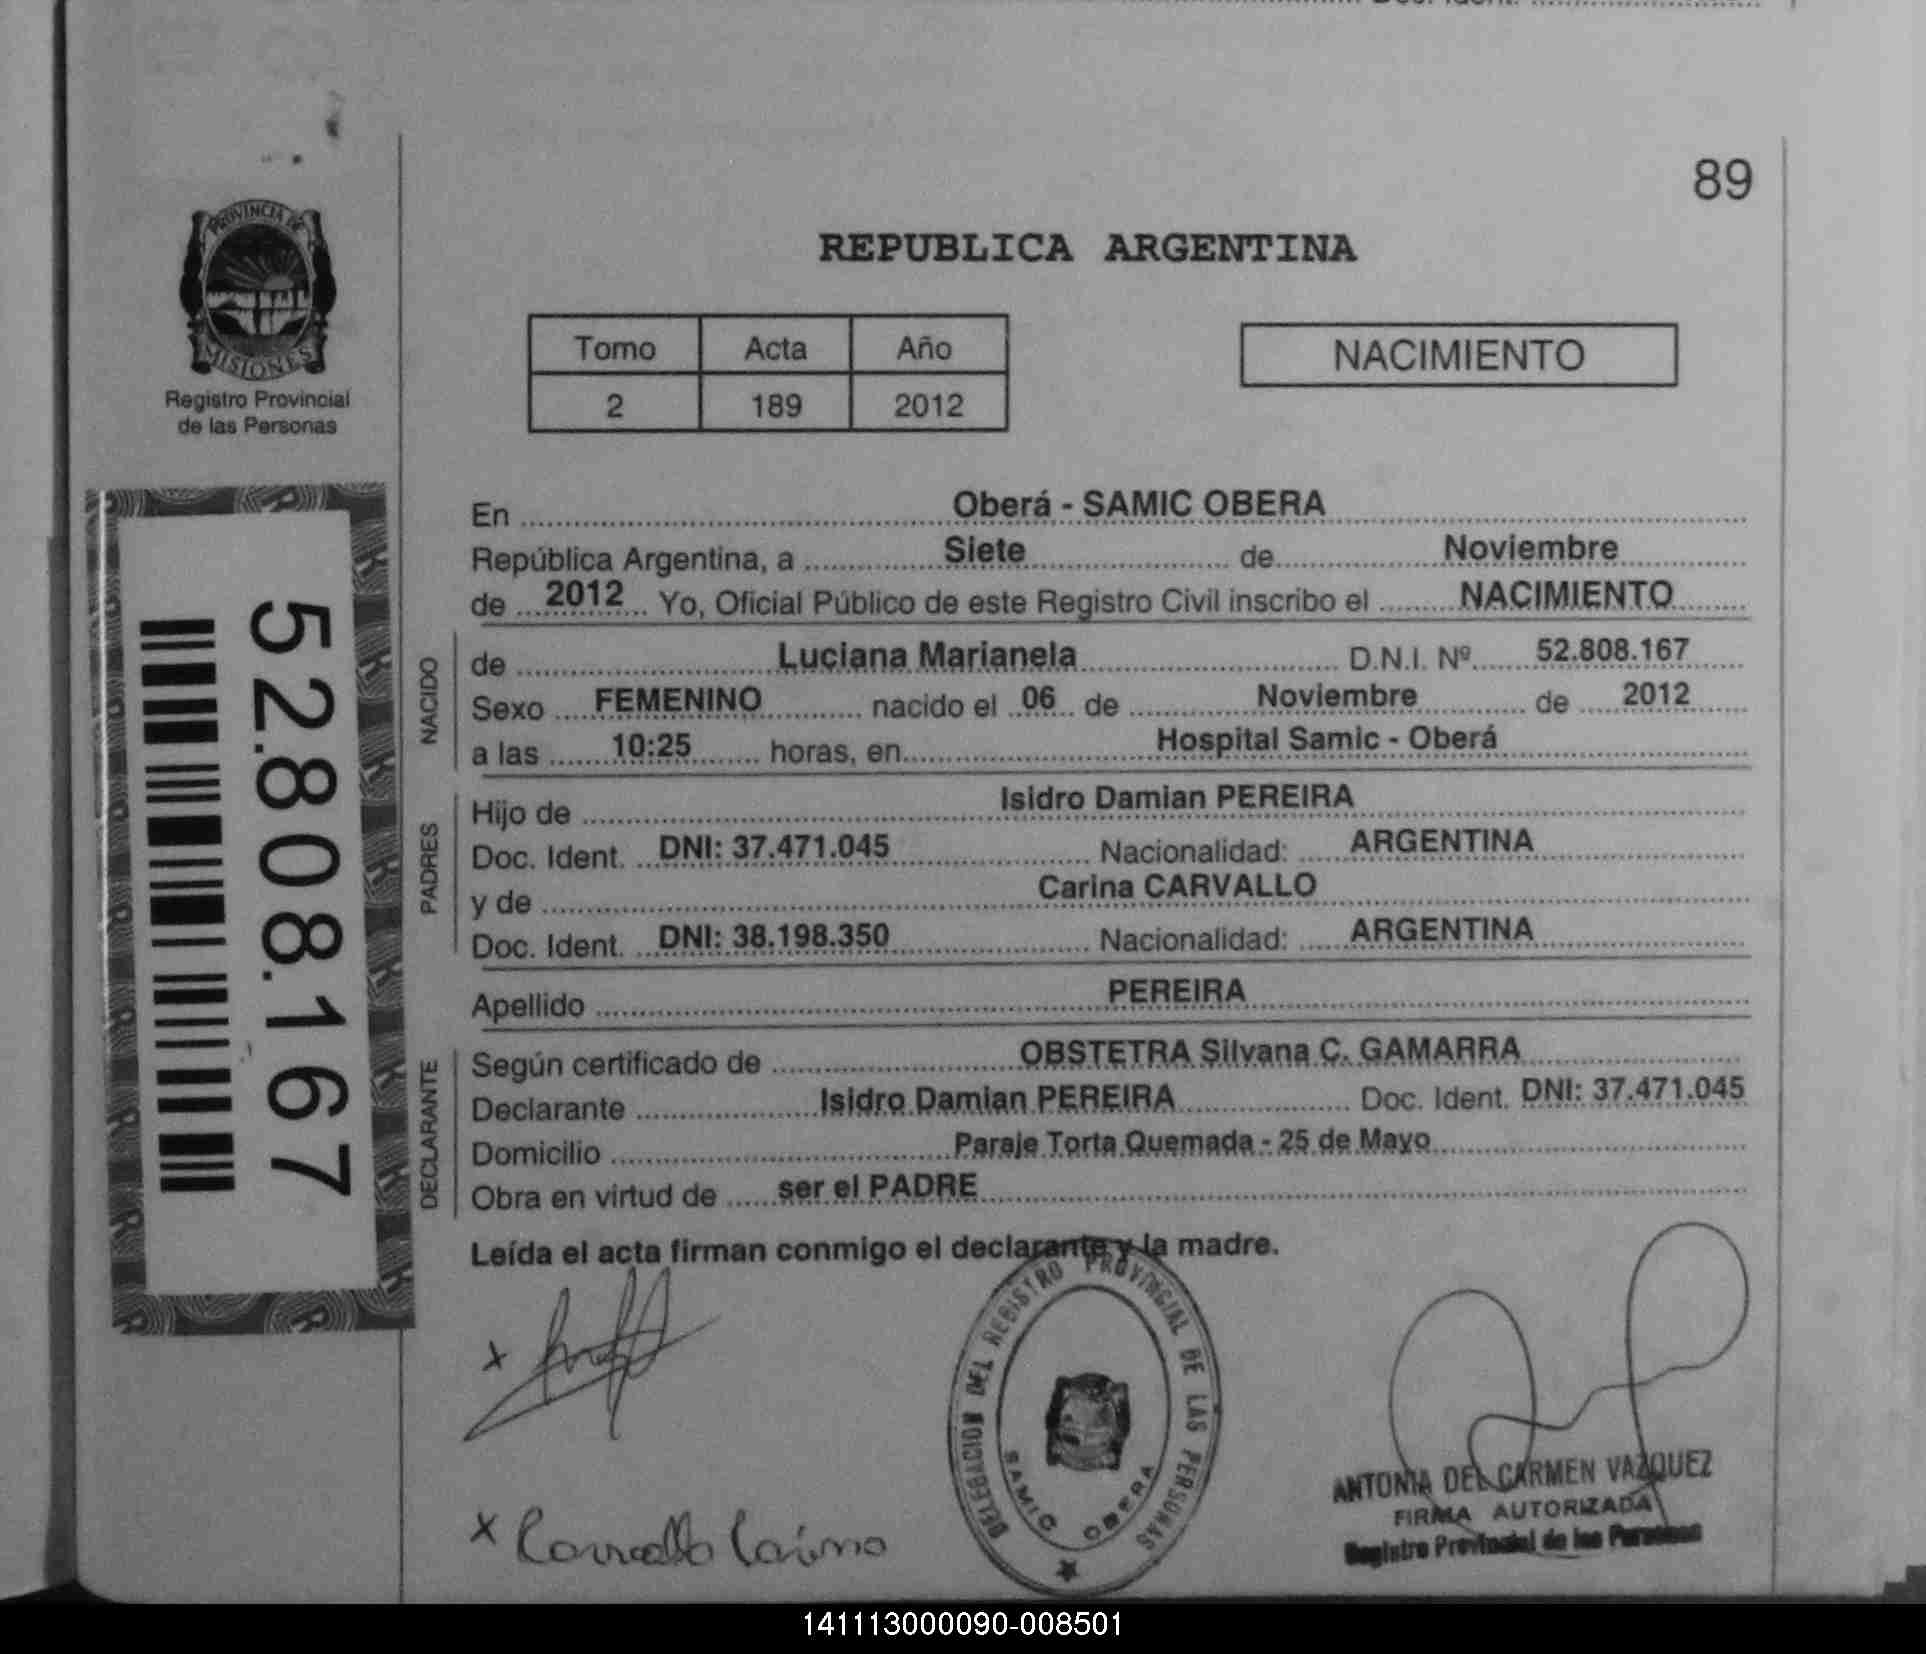 89
PROVINCIA DE
MISIONES
Registro Provincial
de las Personas
REPUBLICA ARGENTINA
Tomo Acta Año
2 189 2012
NACIMIENTO
52.808.167
En Oberá - SAMIC OBERA
República Argentina, a Siete de Noviembre
de 2012 Yo, Oficial Público de este Registro Civil inscribo el NACIMIENTO
NACIDO
de Luciana Marianela D.N.I. Nº 52.808.167
Sexo FEMENINO nacido el 06 de Noviembre de 2012
a las 10:25 horas, en Hospital Samic - Oberá
PADRES
Hijo de Isidro Damian PEREIRA
Doc. Ident. DNI: 37.471.045 Nacionalidad: ARGENTINA
y de Carina CARVALLO
Doc. Ident. DNI: 38.198.350 Nacionalidad: ARGENTINA
Apellido PEREIRA
DECLARANTE
Según certificado de OBSTETRA Silvana C. GAMARRA
Declarante Isidro Damian PEREIRA Doc. Ident. DNI: 37.471.045
Domicilio Paraje Torta Quemada - 25 de Mayo
Obra en virtud de ser el PADRE
Leída el acta firman conmigo el declarante y la madre.
DELEGACION DEL REGISTRO PROVINCIAL DE LAS PERSONAS
SAMIC OBERA
x
x Carvallo Carina
ANTONIA DEL CARMEN VAZQUEZ
FIRMA AUTORIZADA
Registro Provincial de las Personas
141113000090-008501